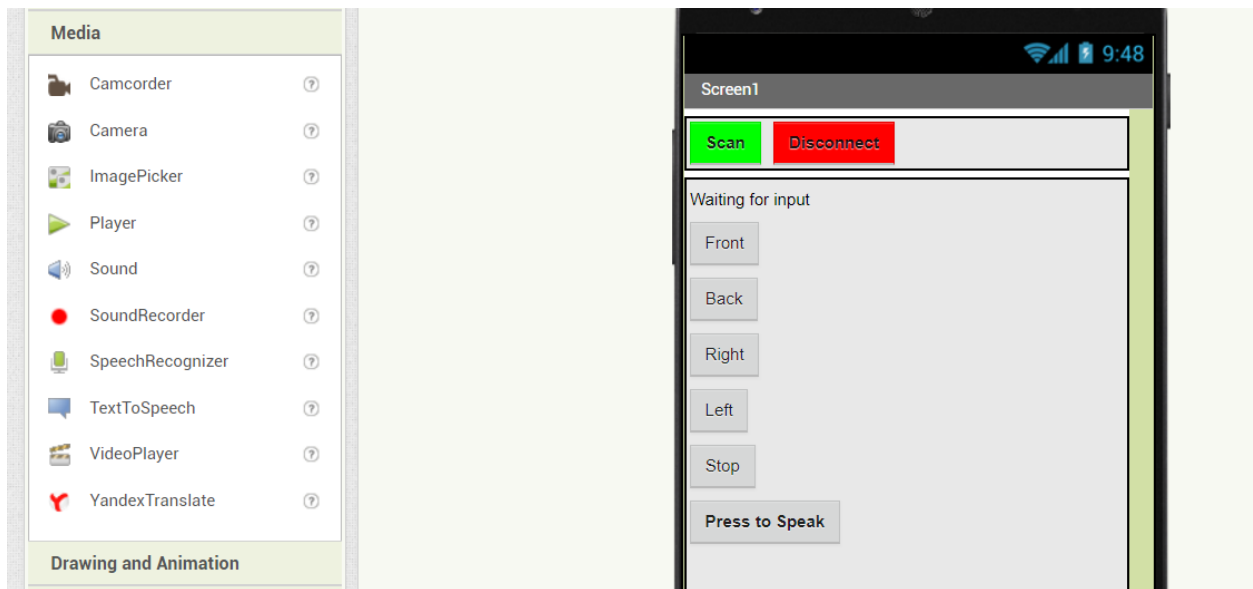 Media
Camcorder
Camera
ImagePicker
Player
Sound
SoundRecorder
SpeechRecognizer
TextToSpeech
VideoPlayer
YandexTranslate
Drawing and Animation
9:48
Screen1
Scan Disconnect
Waiting for input
Front
Back
Right
Left
Stop
Press to Speak